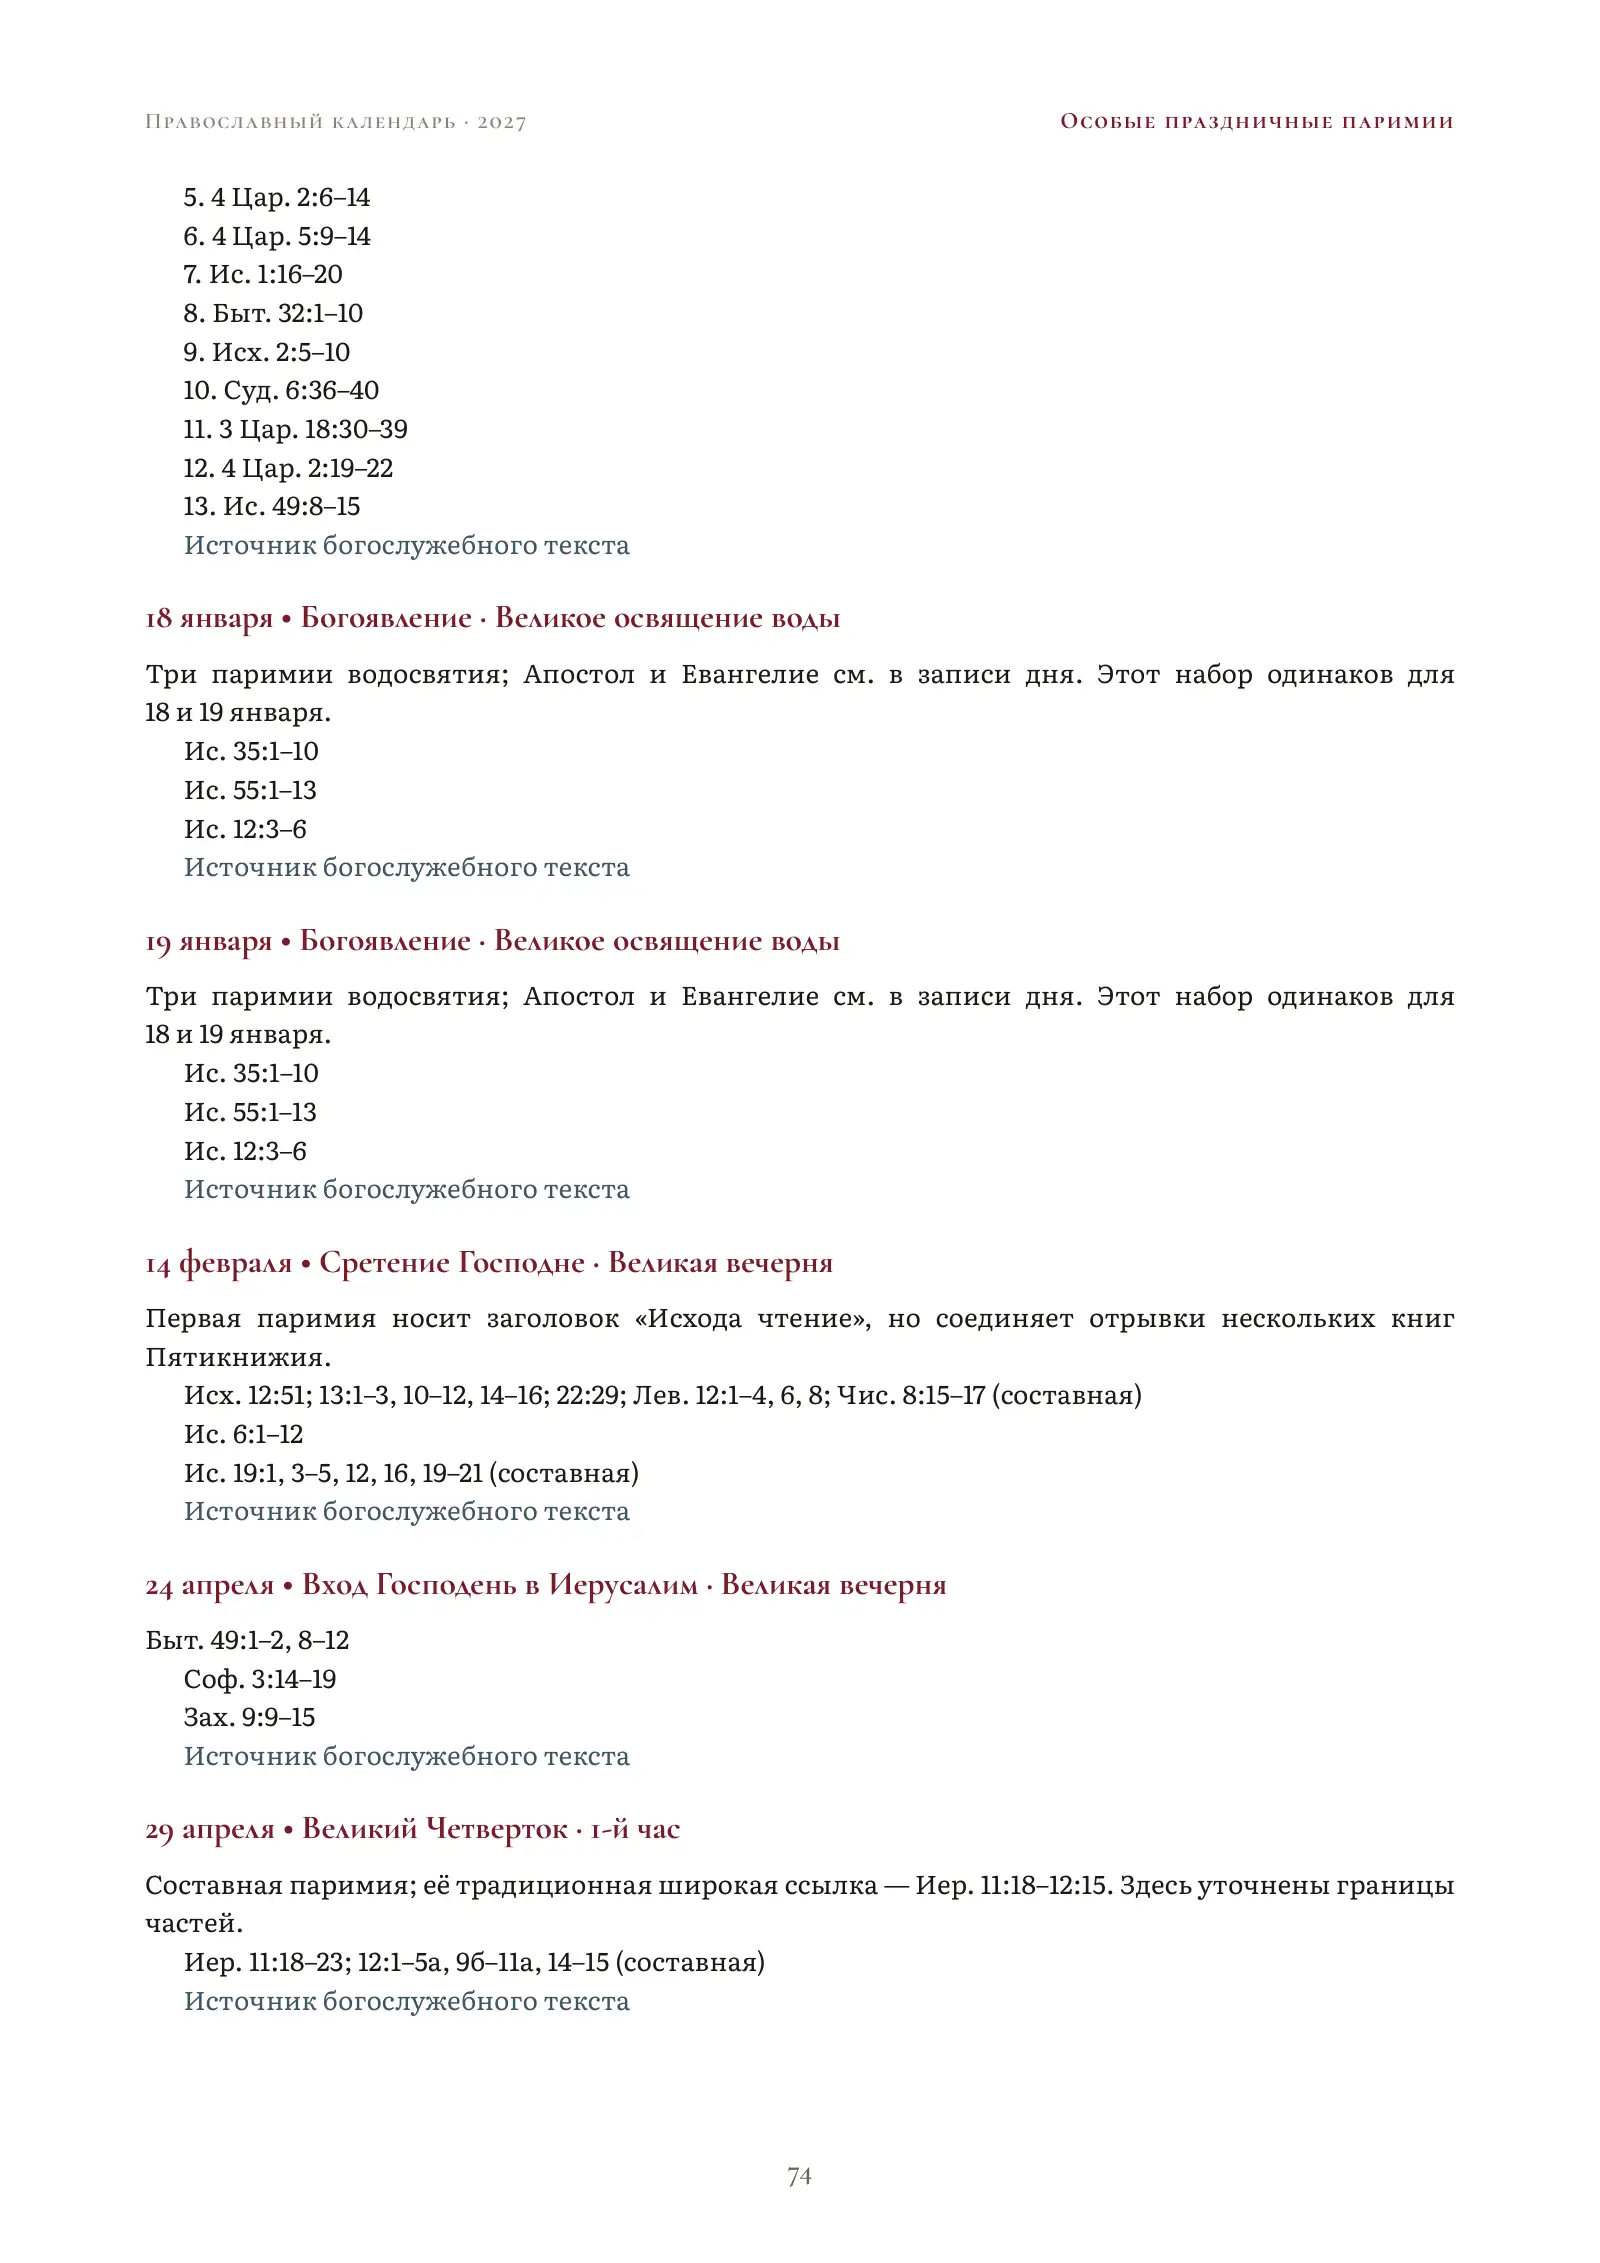 Православный календарь · 2027
Особые праздничные паримии
5. 4 Цар. 2:6–14
6. 4 Цар. 5:9–14
7. Ис. 1:16–20
8. Быт. 32:1–10
9. Исх. 2:5–10
10. Суд. 6:36–40
11. 3 Цар. 18:30–39
12. 4 Цар. 2:19–22
13. Ис. 49:8–15
Источник богослужебного текста
18 января • Богоявление · Великое освящение воды
Три паримии водосвятия; Апостол и Евангелие см. в записи дня. Этот набор одинаков для
18 и 19 января.
Ис. 35:1–10
Ис. 55:1–13
Ис. 12:3–6
Источник богослужебного текста
19 января • Богоявление · Великое освящение воды
Три паримии водосвятия; Апостол и Евангелие см. в записи дня. Этот набор одинаков для
18 и 19 января.
Ис. 35:1–10
Ис. 55:1–13
Ис. 12:3–6
Источник богослужебного текста
14 февраля • Сретение Господне · Великая вечерня
Первая паримия носит заголовок «Исхода чтение», но соединяет отрывки нескольких книг
Пятикнижия.
Исх. 12:51; 13:1–3, 10–12, 14–16; 22:29; Лев. 12:1–4, 6, 8; Чис. 8:15–17 (составная)
Ис. 6:1–12
Ис. 19:1, 3–5, 12, 16, 19–21 (составная)
Источник богослужебного текста
24 апреля • Вход Господень в Иерусалим · Великая вечерня
Быт. 49:1–2, 8–12
Соф. 3:14–19
Зах. 9:9–15
Источник богослужебного текста
29 апреля • Великий Четверток · 1-й час
Составная паримия; её традиционная широкая ссылка — Иер. 11:18–12:15. Здесь уточнены границы
частей.
Иер. 11:18–23; 12:1–5а, 9б–11а, 14–15 (составная)
Источник богослужебного текста
74